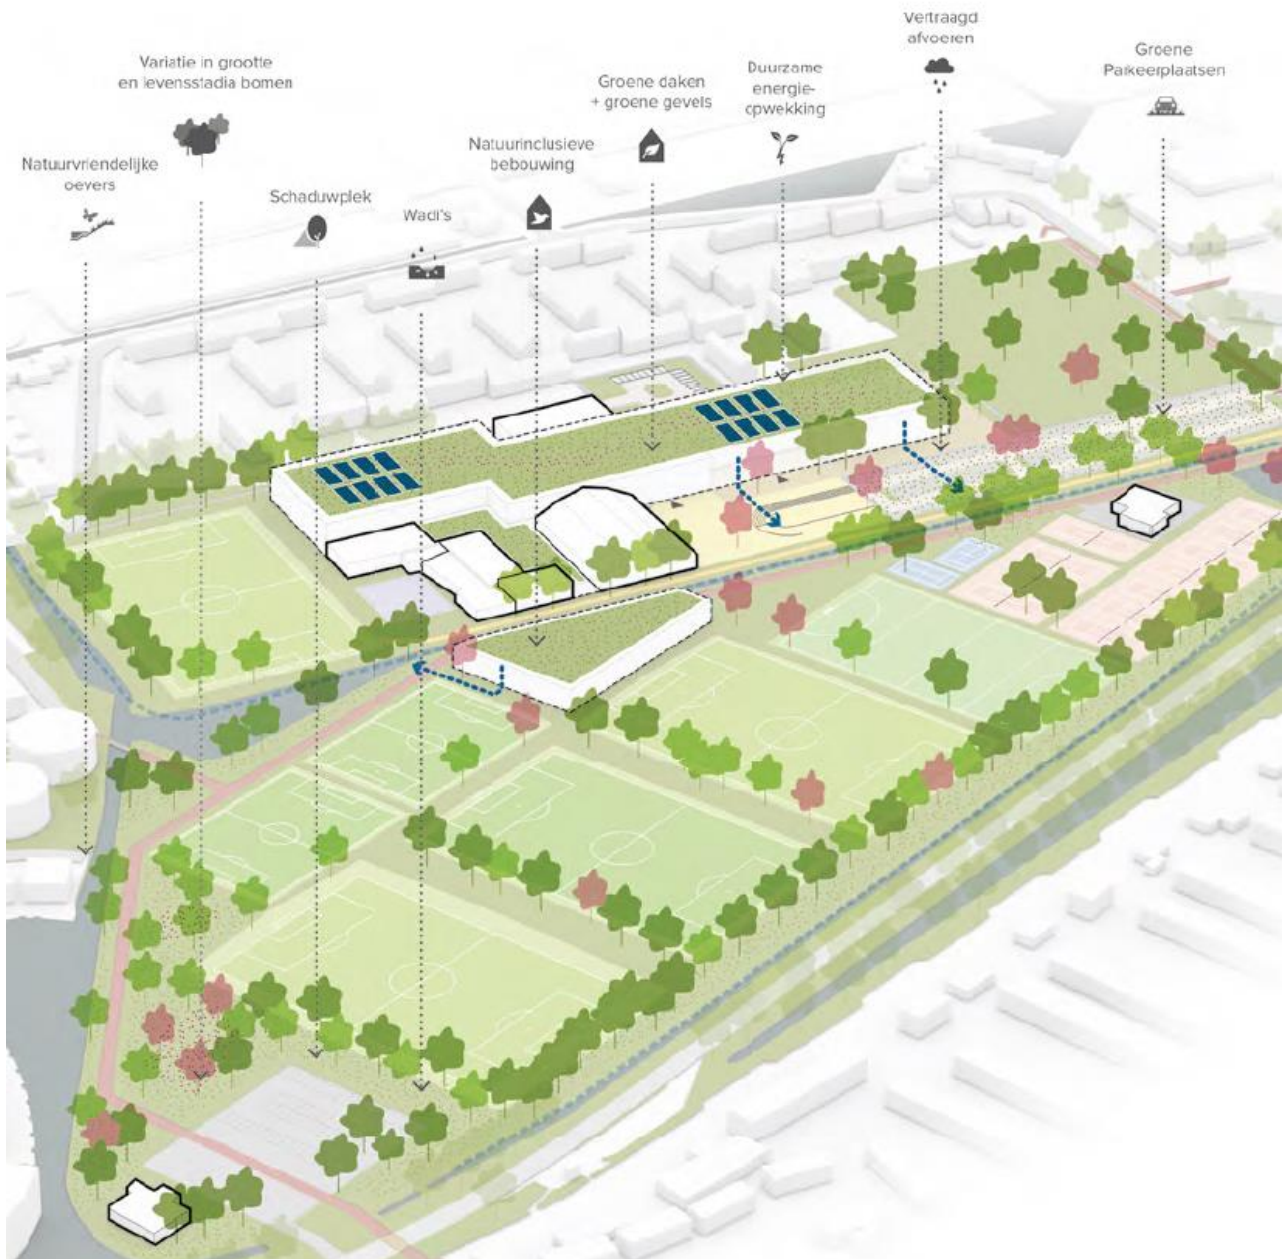 Vertraagd
afvoeren
Variatie in grootte
en levensstadia bomen
Groene
Parkeerplaatsen
Duurzame
energie-
opwekking
Groene daken
+ groene gevels
Natuurinclusieve
bebouwing
Natuurvriendelijke
oevers
Schaduwplek
Wadi's